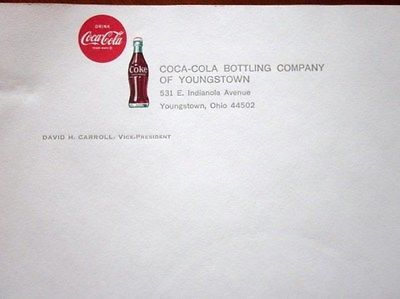 DRINK
Coca-Cola
TRADE MARK ®
Coke
COCA-COLA BOTTLING COMPANY
OF YOUNGSTOWN
531 E. Indianola Avenue
Youngstown, Ohio 44502
DAVID H. CARROLL, VICE-PRESIDENT